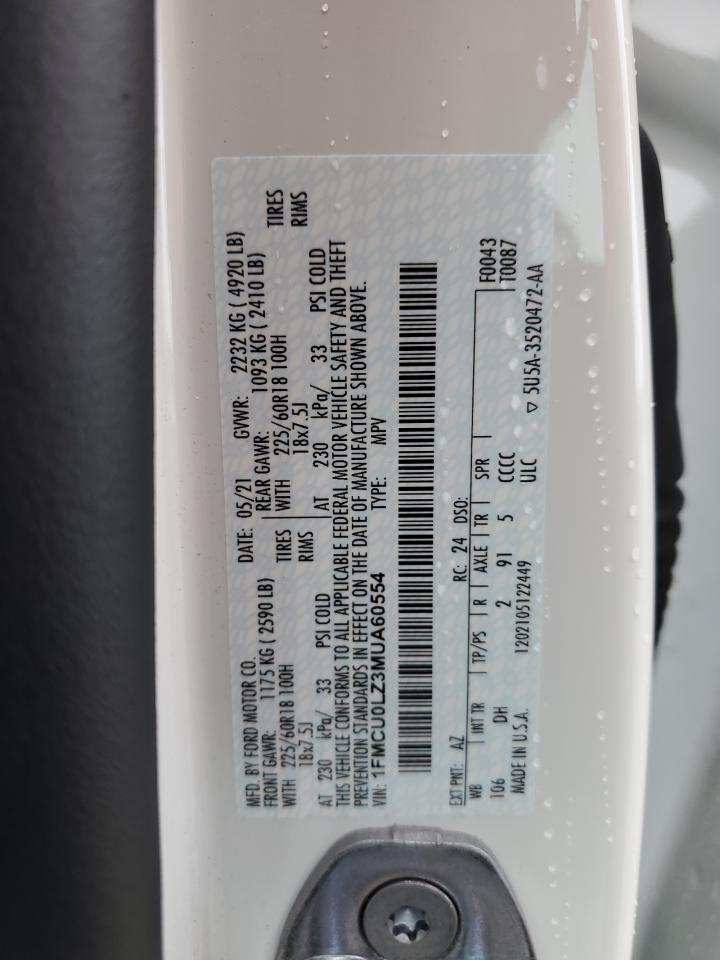 MFD. BY FORD MOTOR CO. DATE: 05/21 GVWR: 2232 KG ( 4920 LB)
FRONT GAWR: 1175 KG ( 2590 LB) REAR GAWR: 1093 KG ( 2410 LB)
WITH 225/60R18 100H TIRES WITH 225/60R18 100H TIRES
18x7.5J RIMS 18x7.5J RIMS
AT 230 kPa/ 33 PSI COLD AT 230 kPa/ 33 PSI COLD
THIS VEHICLE CONFORMS TO ALL APPLICABLE FEDERAL MOTOR VEHICLE SAFETY AND THEFT
PREVENTION STANDARDS IN EFFECT ON THE DATE OF MANUFACTURE SHOWN ABOVE.
VIN: 1FMCU0LZ3MUA60554 TYPE: MPV
EXT PNT: AZ RC: 24 DSO: F0043
WB INT TR TP/PS R AXLE TR SPR T0087
106 DH 2 91 5 CCCC
MADE IN U.S.A. 1202105122449 ULC ▽ 5U5A-3520472-AA